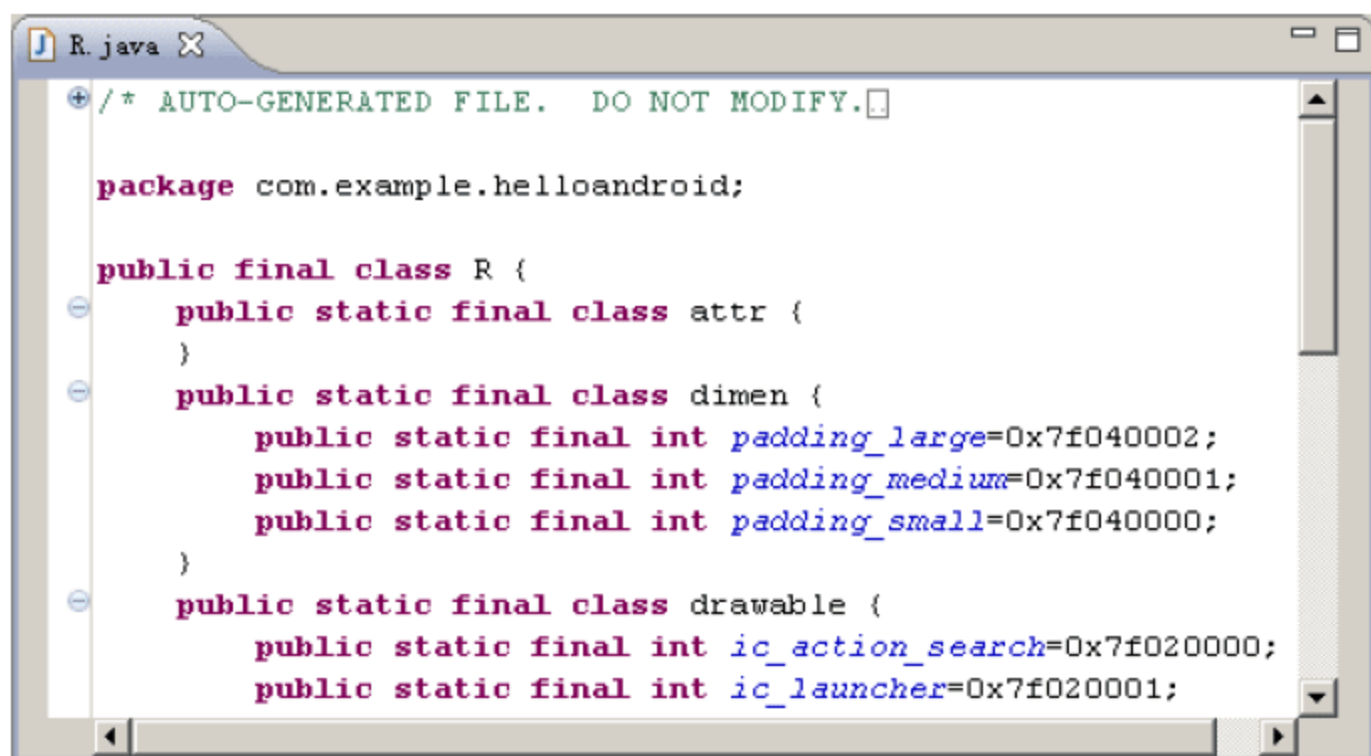 R.java
/* AUTO-GENERATED FILE.  DO NOT MODIFY.
package com.example.helloandroid;
public final class R {
    public static final class attr {
    }
    public static final class dimen {
        public static final int padding_large=0x7f040002;
        public static final int padding_medium=0x7f040001;
        public static final int padding_small=0x7f040000;
    }
    public static final class drawable {
        public static final int ic_action_search=0x7f020000;
        public static final int ic_launcher=0x7f020001;